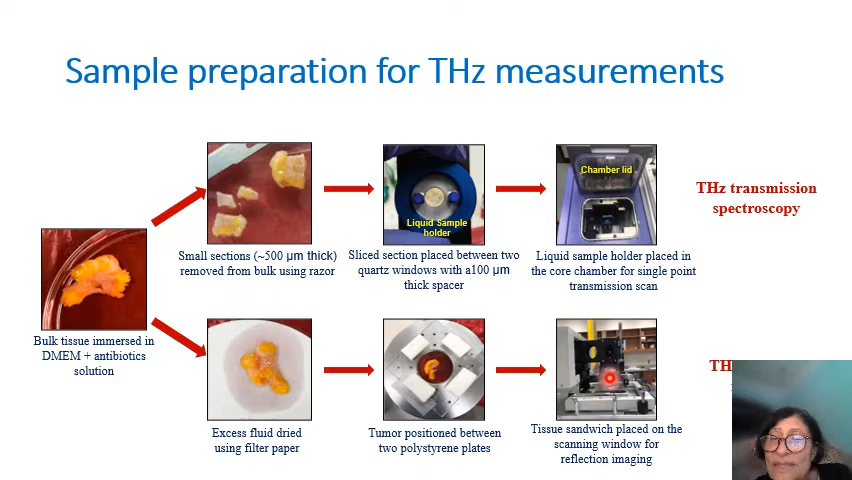 Sample preparation for THz measurements
Chamber lid
Liquid Sample
holder
THz transmission
spectroscopy
Small sections (~500 µm thick)
removed from bulk using razor
Sliced section placed between two
quartz windows with a100 µm
thick spacer
Liquid sample holder placed in
the core chamber for single point
transmission scan
Bulk tissue immersed in
DMEM + antibiotics
solution
Excess fluid dried
using filter paper
Tumor positioned between
two polystyrene plates
Tissue sandwich placed on the
scanning window for
reflection imaging